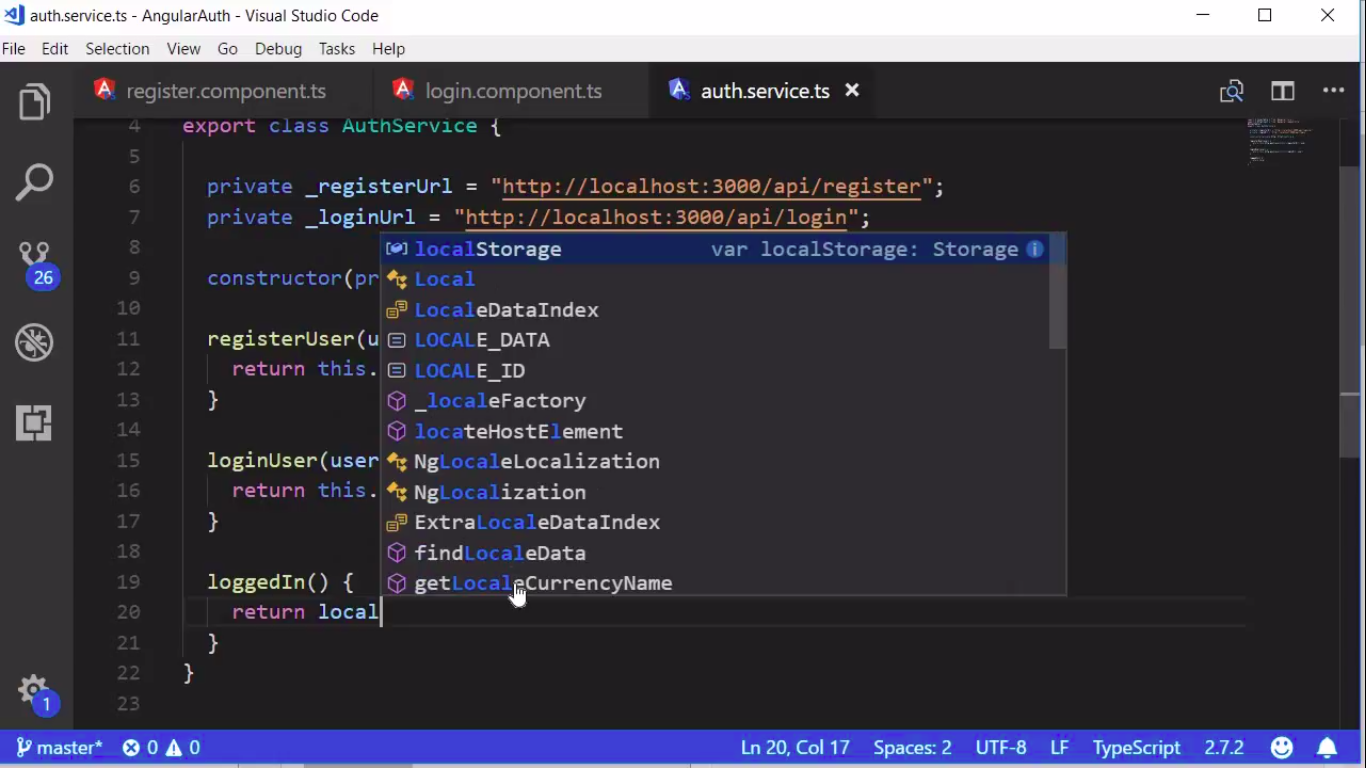 auth.service.ts - AngularAuth - Visual Studio Code
File Edit Selection View Go Debug Tasks Help
register.component.ts login.component.ts auth.service.ts
4 export class AuthService {
5
6 private _registerUrl = "http://localhost:3000/api/register";
7 private _loginUrl = "http://localhost:3000/api/login";
8 localStorage var localStorage: Storage
9 constructor(pr Local
10 LocaleDataIndex
11 registerUser(u LOCALE_DATA
12 return this. LOCALE_ID
13 } _localeFactory
14 locateHostElement
15 loginUser(user NgLocaleLocalization
16 return this. NgLocalization
17 } ExtraLocaleDataIndex
18 findLocaleData
19 loggedIn() { getLocaleCurrencyName
20 return local
21 }
22 }
23
26
1
master* 0 0 Ln 20, Col 17 Spaces: 2 UTF-8 LF TypeScript 2.7.2